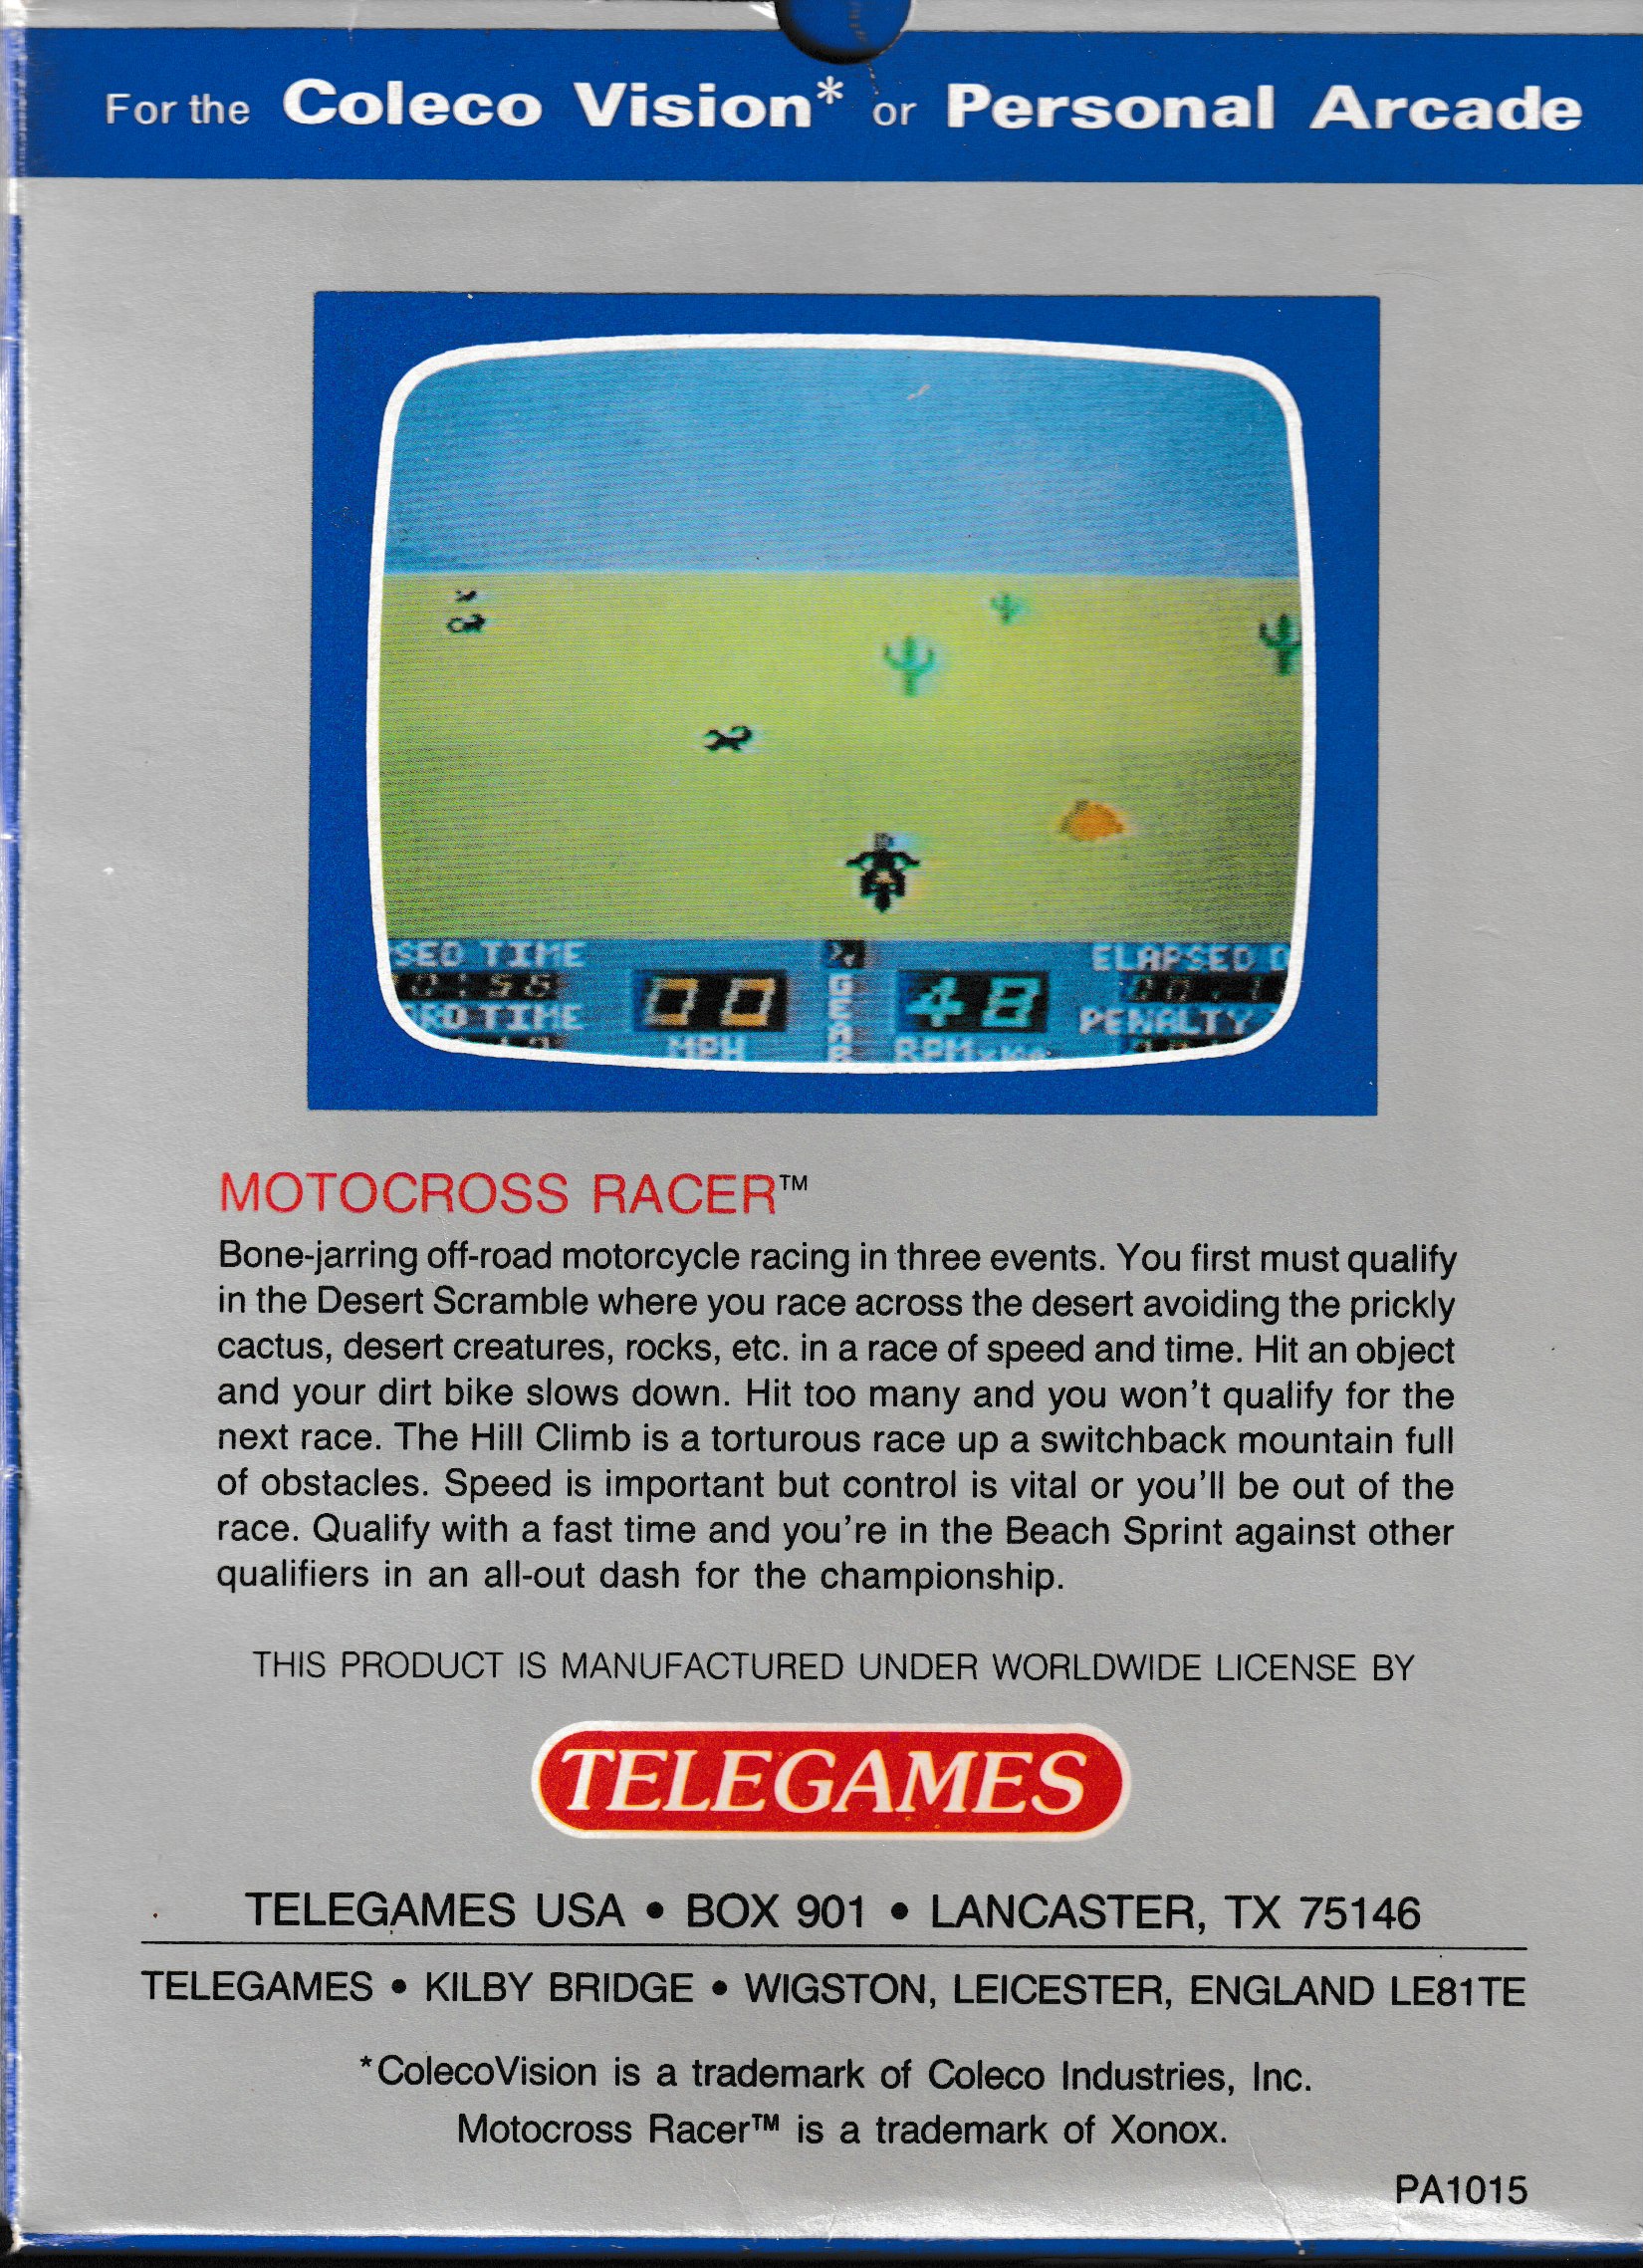 For the Coleco Vision* or Personal Arcade
SED TIME
ELAPSED D
00
48
RD TIME
PENALTY
GEAR
MPH
RPM
MOTOCROSS RACER™
Bone-jarring off-road motorcycle racing in three events. You first must qualify
in the Desert Scramble where you race across the desert avoiding the prickly
cactus, desert creatures, rocks, etc. in a race of speed and time. Hit an object
and your dirt bike slows down. Hit too many and you won't qualify for the
next race. The Hill Climb is a torturous race up a switchback mountain full
of obstacles. Speed is important but control is vital or you'll be out of the
race. Qualify with a fast time and you're in the Beach Sprint against other
qualifiers in an all-out dash for the championship.
THIS PRODUCT IS MANUFACTURED UNDER WORLDWIDE LICENSE BY
TELEGAMES
TELEGAMES USA • BOX 901 • LANCASTER, TX 75146
TELEGAMES • KILBY BRIDGE • WIGSTON, LEICESTER, ENGLAND LE81TE
*ColecoVision is a trademark of Coleco Industries, Inc.
Motocross Racer™ is a trademark of Xonox.
PA1015